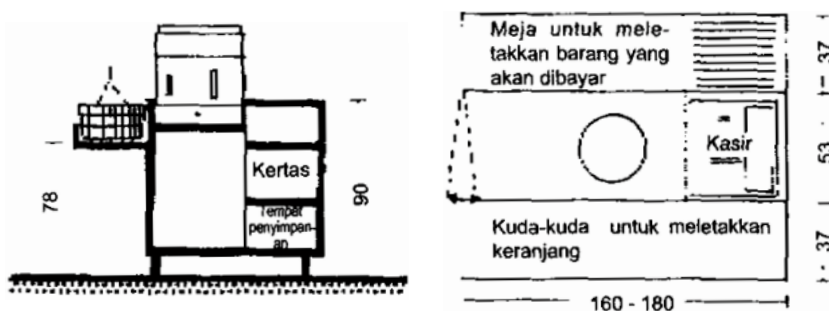 78
Kertas
Tempat
penyimpan-
an
90
Meja untuk mele-
takkan barang yang
akan dibayar
Kasir
Kuda-kuda untuk meletakkan
keranjang
37
53
37
160 - 180